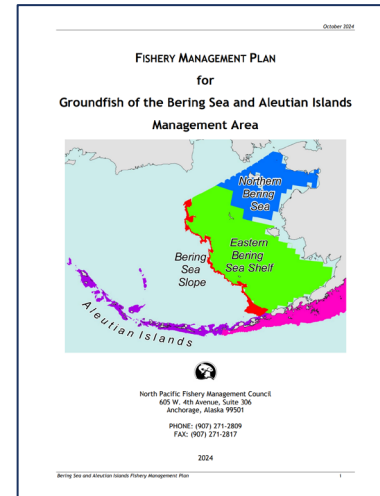 October 2024
FISHERY MANAGEMENT PLAN
for
Groundfish of the Bering Sea and Aleutian Islands
Management Area
Northern
Bering
Sea
Eastern
Bering
Sea Shelf
Bering
Sea
Slope
Aleutian Islands
North Pacific Fishery Management Council
605 W. 4th Avenue, Suite 306
Anchorage, Alaska 99501
PHONE: (907) 271-2809
FAX: (907) 271-2817
2024
Bering Sea and Aleutian Islands Fishery Management Plan
i